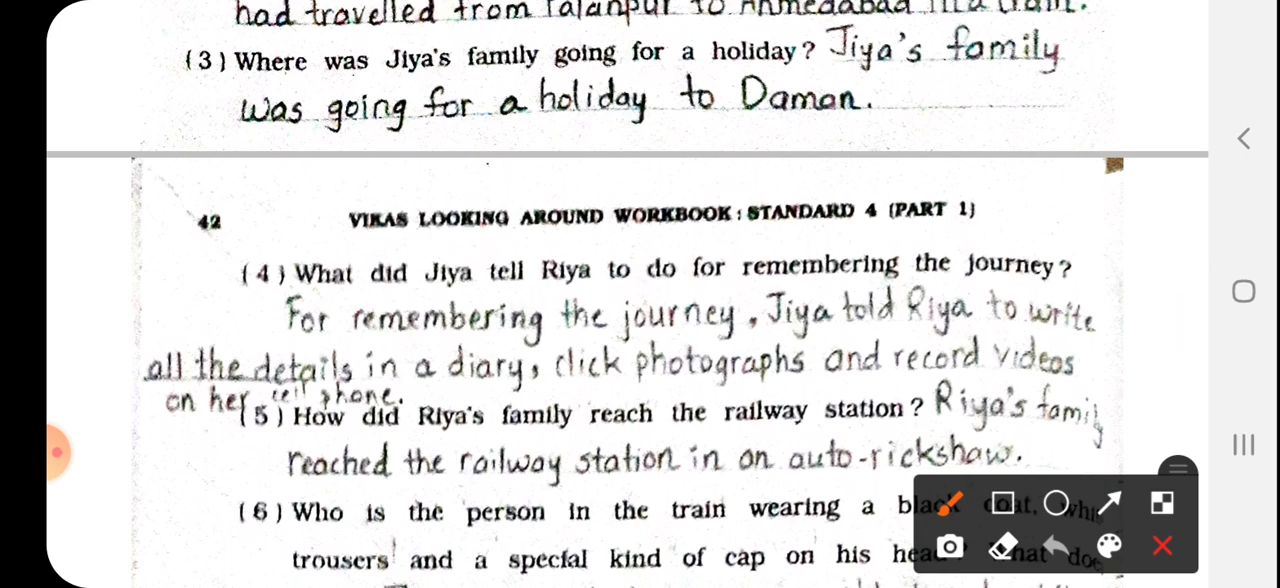 had travelled from Palanpur to Ahmedabad in a train.
(3) Where was Jiya's family going for a holiday? Jiya's family
was going for a holiday to Daman.
42 VIKAS LOOKING AROUND WORKBOOK : STANDARD 4 (PART 1)
(4) What did Jiya tell Riya to do for remembering the journey?
For remembering the journey, Jiya told Riya to write
all the details in a diary, click photographs and record videos
on her cell phone.
(5) How did Riya's family reach the railway station? Riya's family
reached the railway station in an auto-rickshaw.
(6) Who is the person in the train wearing a black coat, whi
trousers and a special kind of cap on his head? What doe